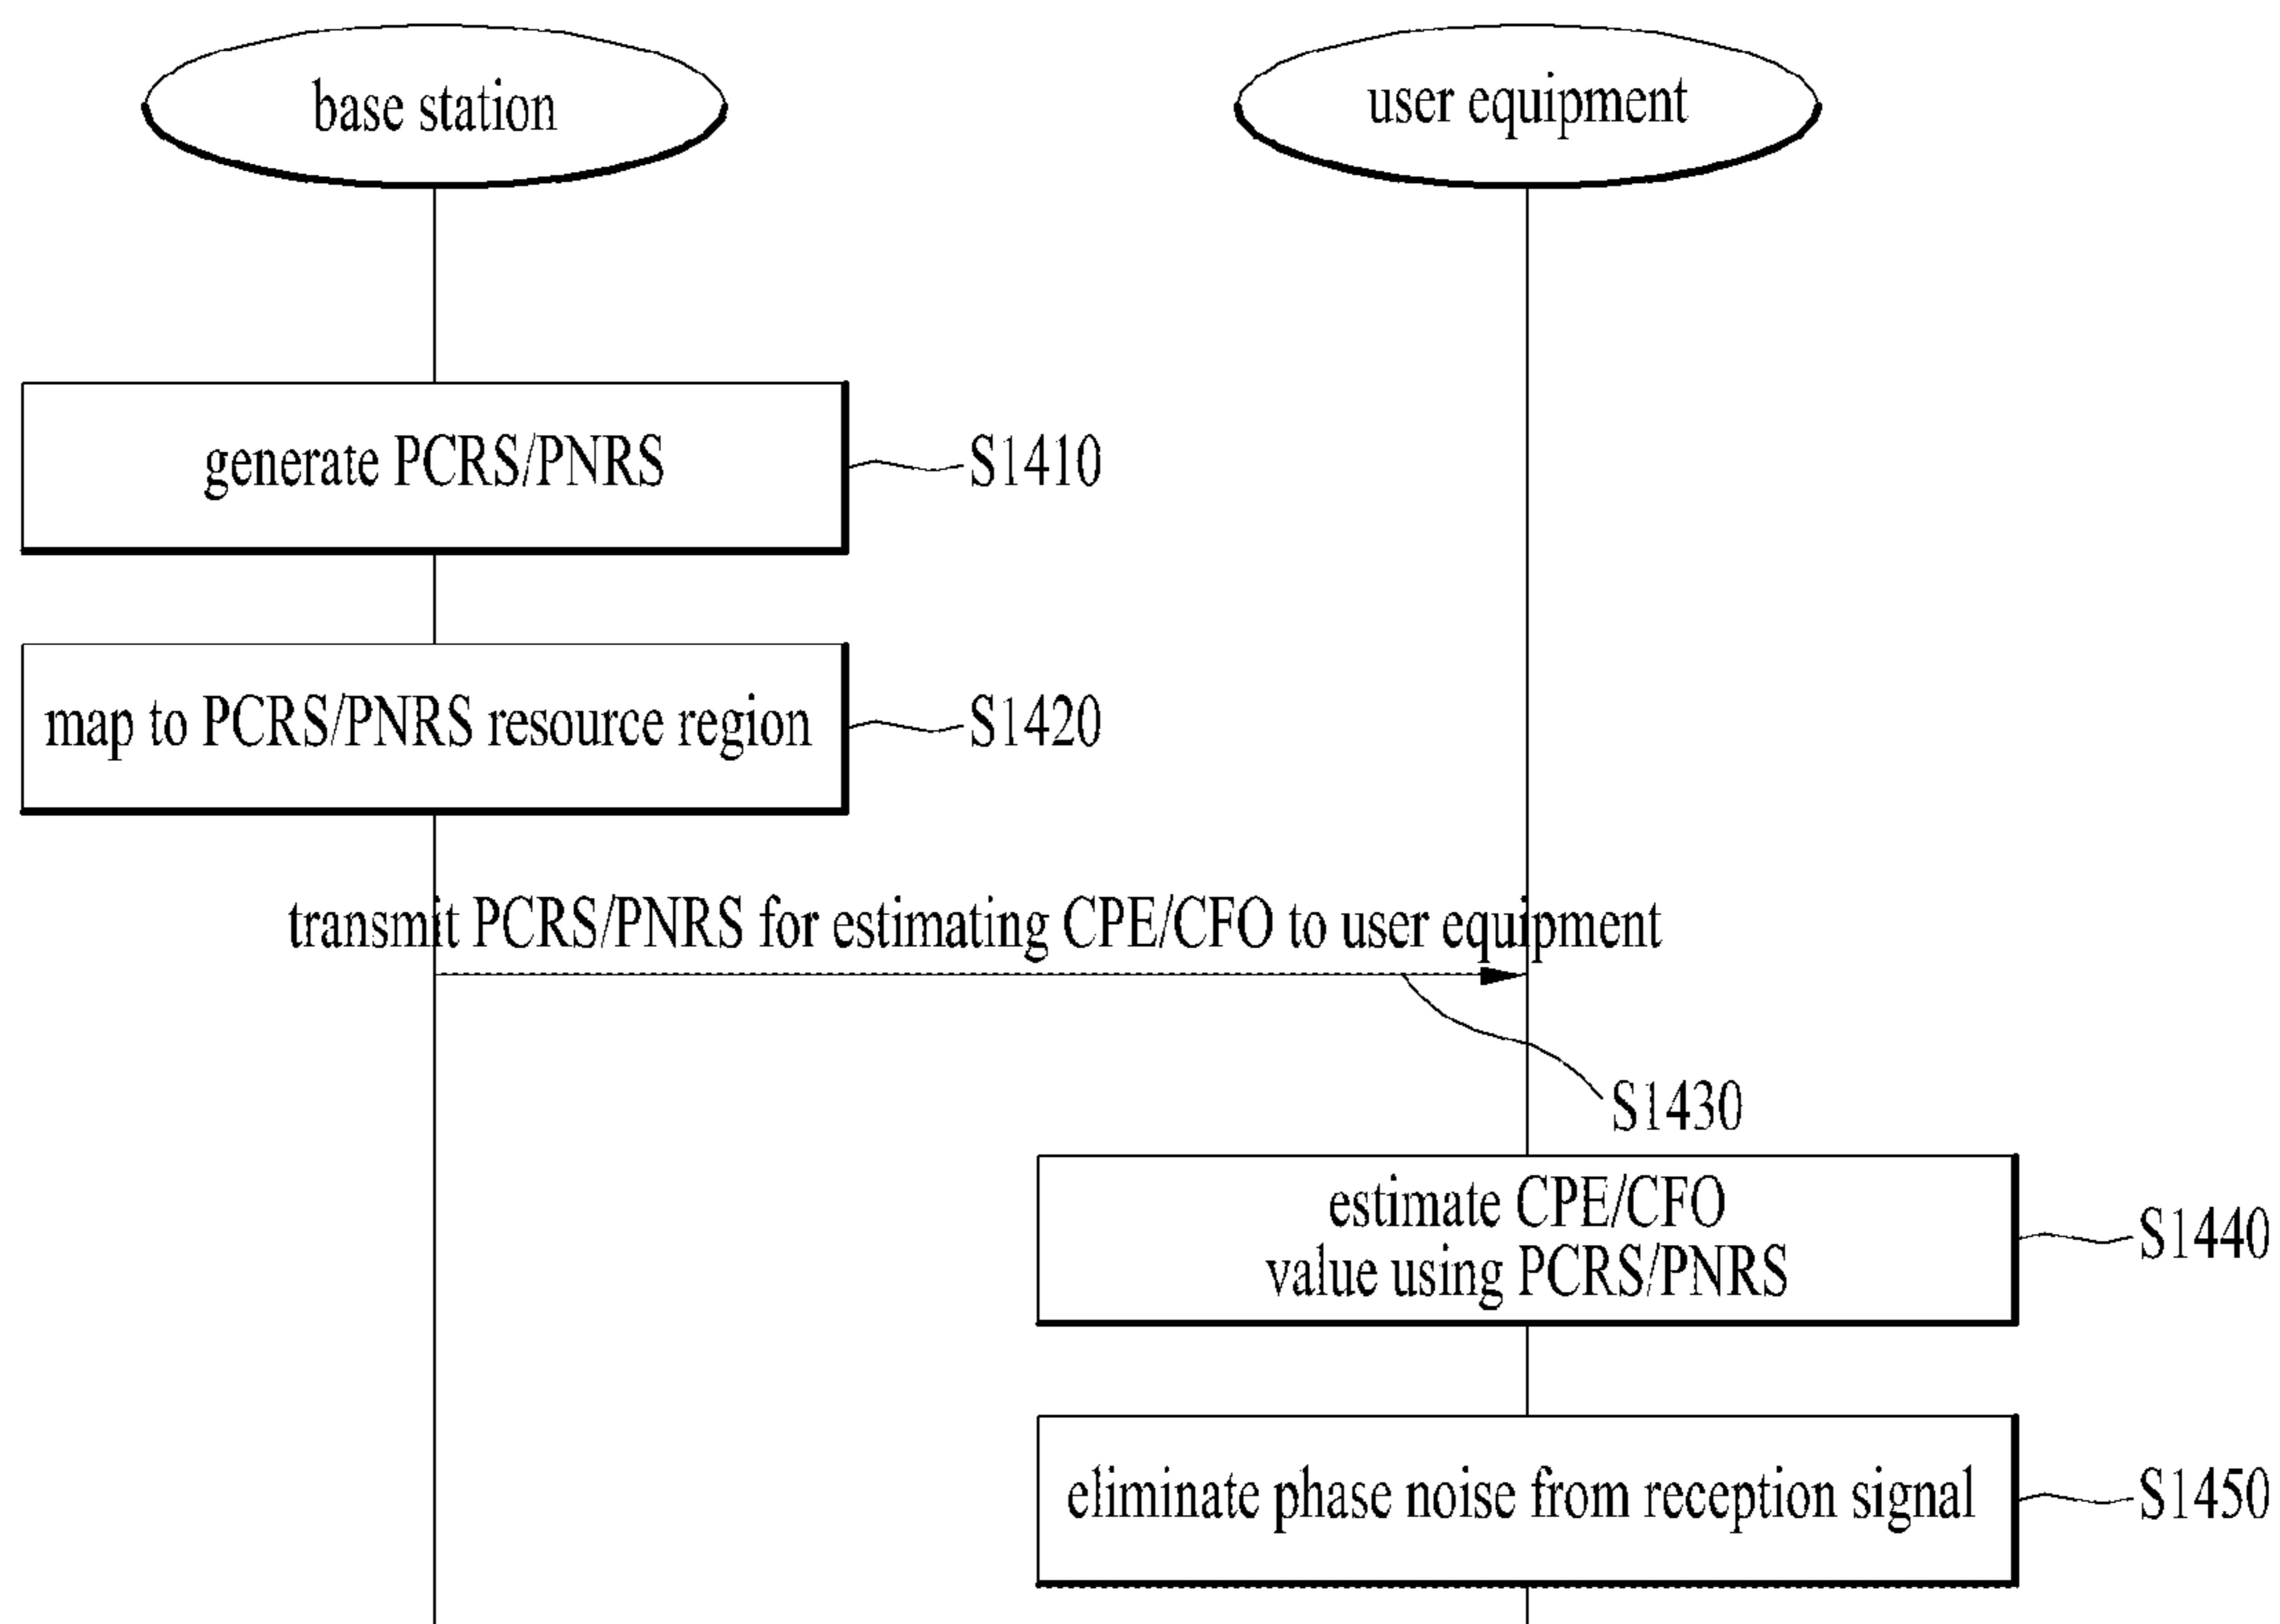 base station
user equipment
generate PCRS/PNRS
S1410
map to PCRS/PNRS resource region
S1420
transmit PCRS/PNRS for estimating CPE/CFO to user equipment
S1430
estimate CPE/CFO
value using PCRS/PNRS
S1440
eliminate phase noise from reception signal
S1450